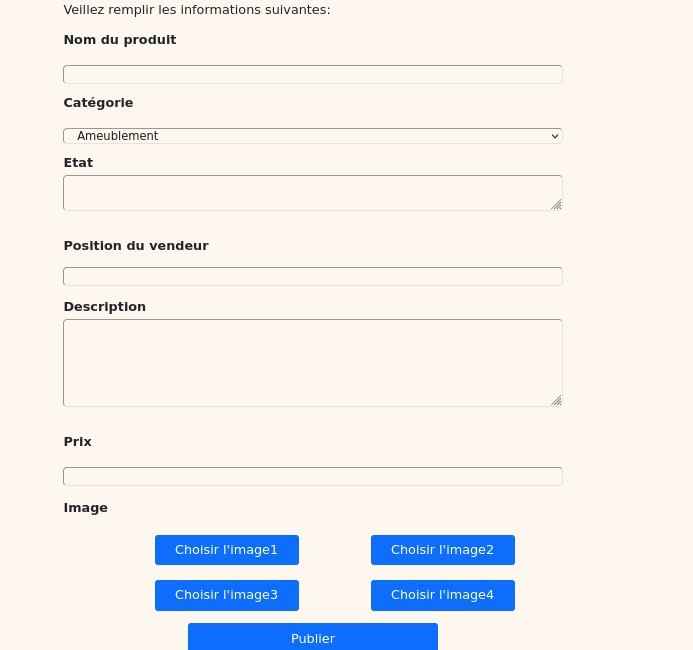 Veillez remplir les informations suivantes:
Nom du produit
Catégorie
Ameublement
Etat
Position du vendeur
Description
Prix
Image
Choisir l'image1
Choisir l'image2
Choisir l'image3
Choisir l'image4
Publier